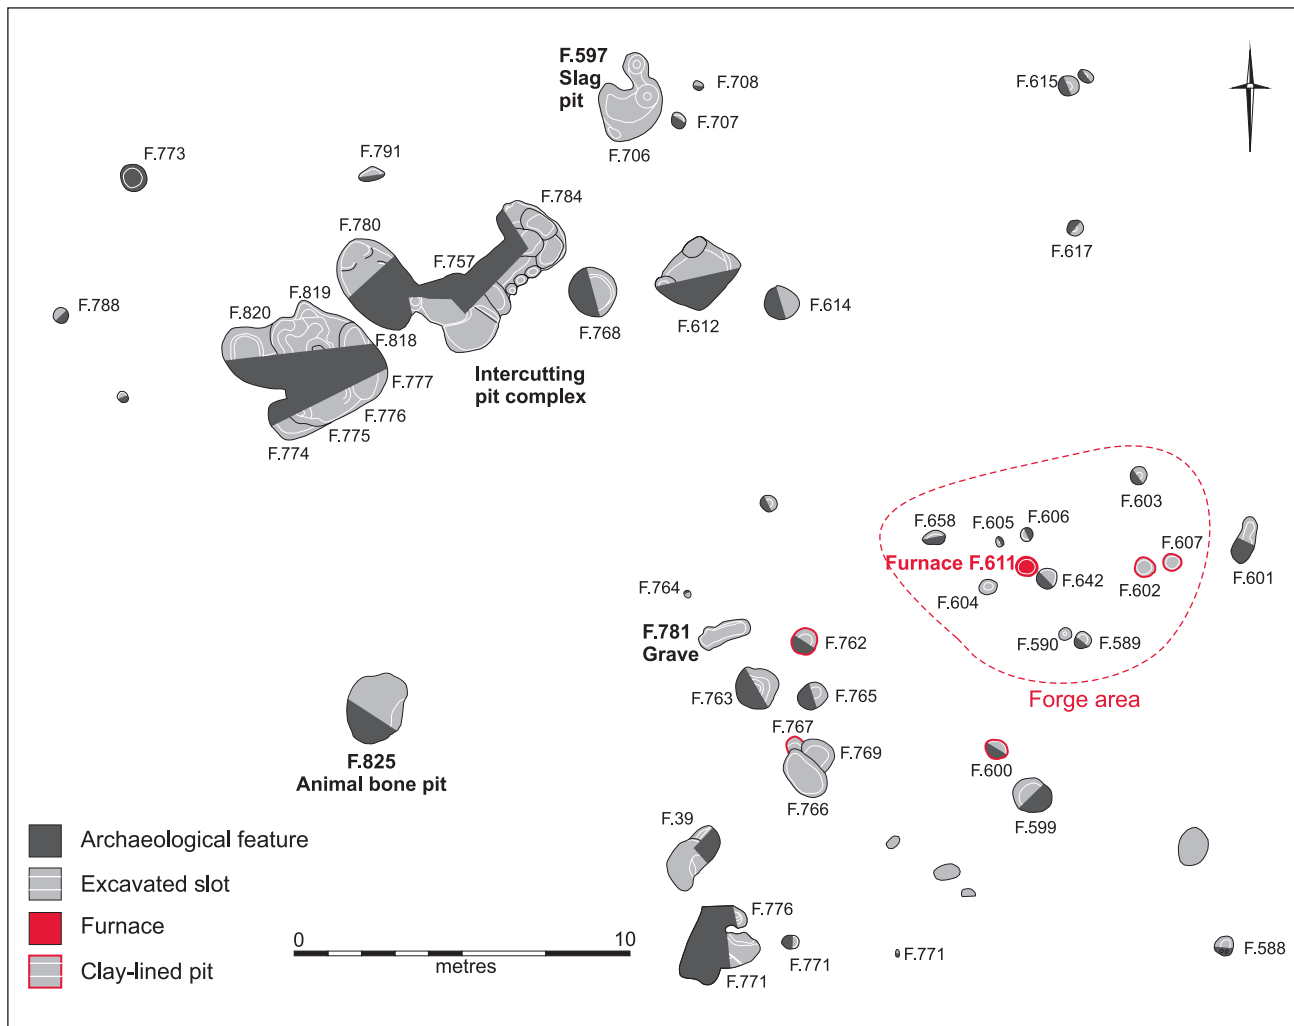 F.597
Slag
pit
F.708
F.707
F.706
F.615
F.773
F.791
F.784
F.780
F.617
F.757
F.788
F.820
F.819
F.818
F.768
F.612
F.614
F.777
Intercutting
pit complex
F.776
F.775
F.774
F.603
F.658
F.605
F.606
F.607
Furnace F.611
F.642
F.602
F.601
F.604
F.764
F.781
Grave
F.762
F.590
F.589
F.763
F.765
Forge area
F.767
F.769
F.600
F.825
Animal bone pit
F.766
F.599
F.39
Archaeological feature
Excavated slot
Furnace
Clay-lined pit
0 10
metres
F.776
F.771
F.771
F.771
F.588